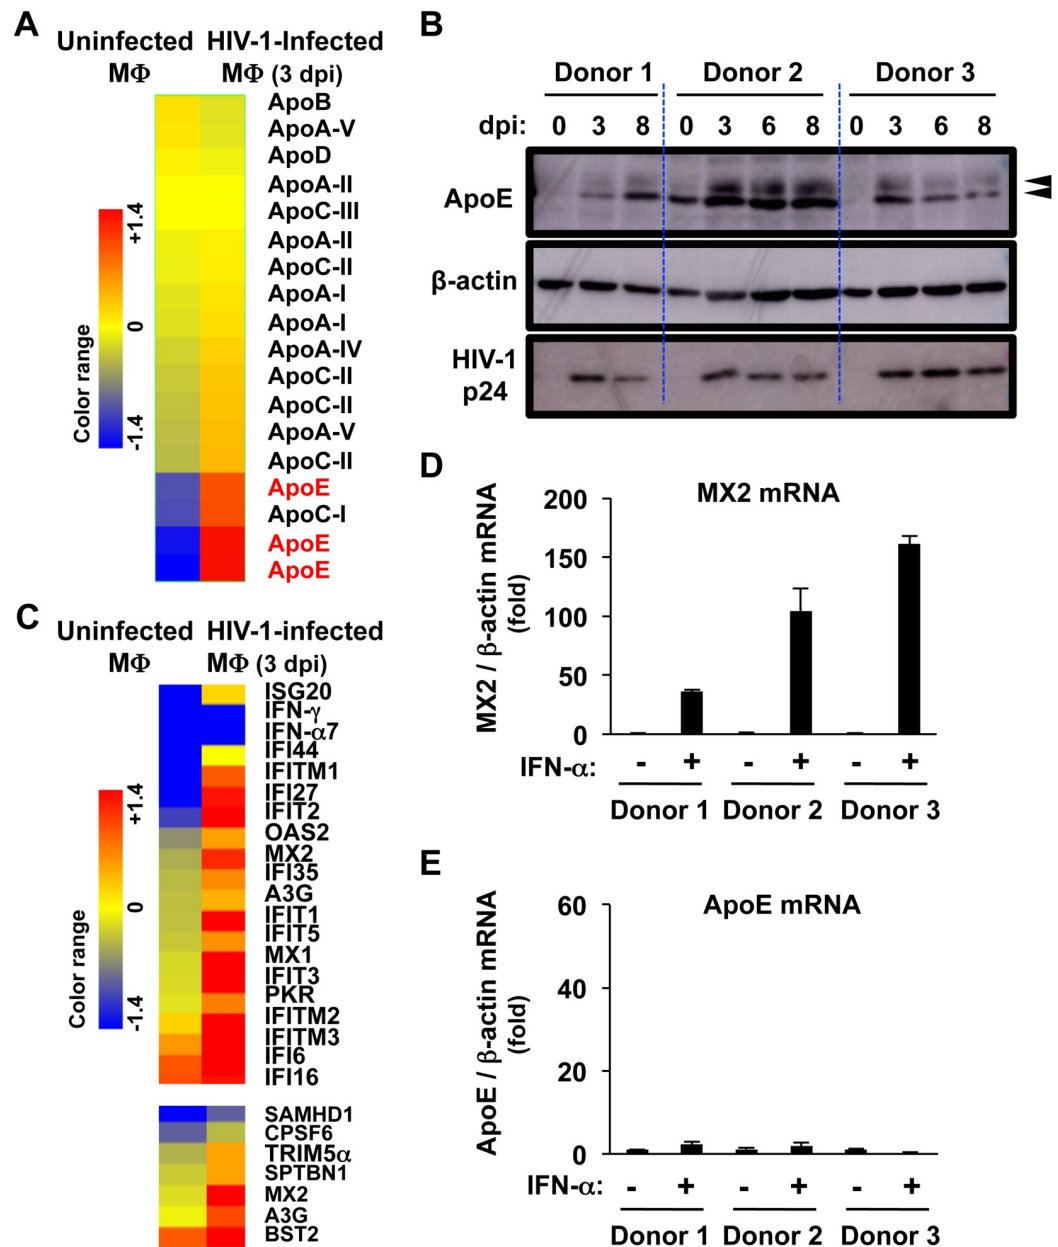 A
Uninfected HIV-1-Infected
MΦ MΦ (3 dpi)
ApoB
ApoA-V
ApoD
ApoA-II
ApoC-III
ApoA-II
ApoC-II
ApoA-I
ApoA-I
ApoA-IV
ApoC-II
ApoC-II
ApoA-V
ApoC-II
ApoE
ApoC-I
ApoE
ApoE
+1.4
0
-1.4
Color range
B
Donor 1 Donor 2 Donor 3
dpi: 0 3 8 0 3 6 8 0 3 6 8
ApoE
β-actin
HIV-1
p24
C
Uninfected HIV-1-infected
MΦ MΦ (3 dpi)
ISG20
IFN-γ
IFN-α7
IFI44
IFITM1
IFI27
IFIT2
OAS2
MX2
IFI35
A3G
IFIT1
IFIT5
MX1
IFIT3
PKR
IFITM2
IFITM3
IFI6
IFI16
SAMHD1
CPSF6
TRIM5α
SPTBN1
MX2
A3G
BST2
+1.4
0
-1.4
Color range
D
MX2 mRNA
MX2 / β-actin mRNA
(fold)
200
150
100
50
0
IFN-α: - + - + - +
Donor 1 Donor 2 Donor 3
E
ApoE mRNA
ApoE / β-actin mRNA
(fold)
60
40
20
0
IFN-α: - + - + - +
Donor 1 Donor 2 Donor 3